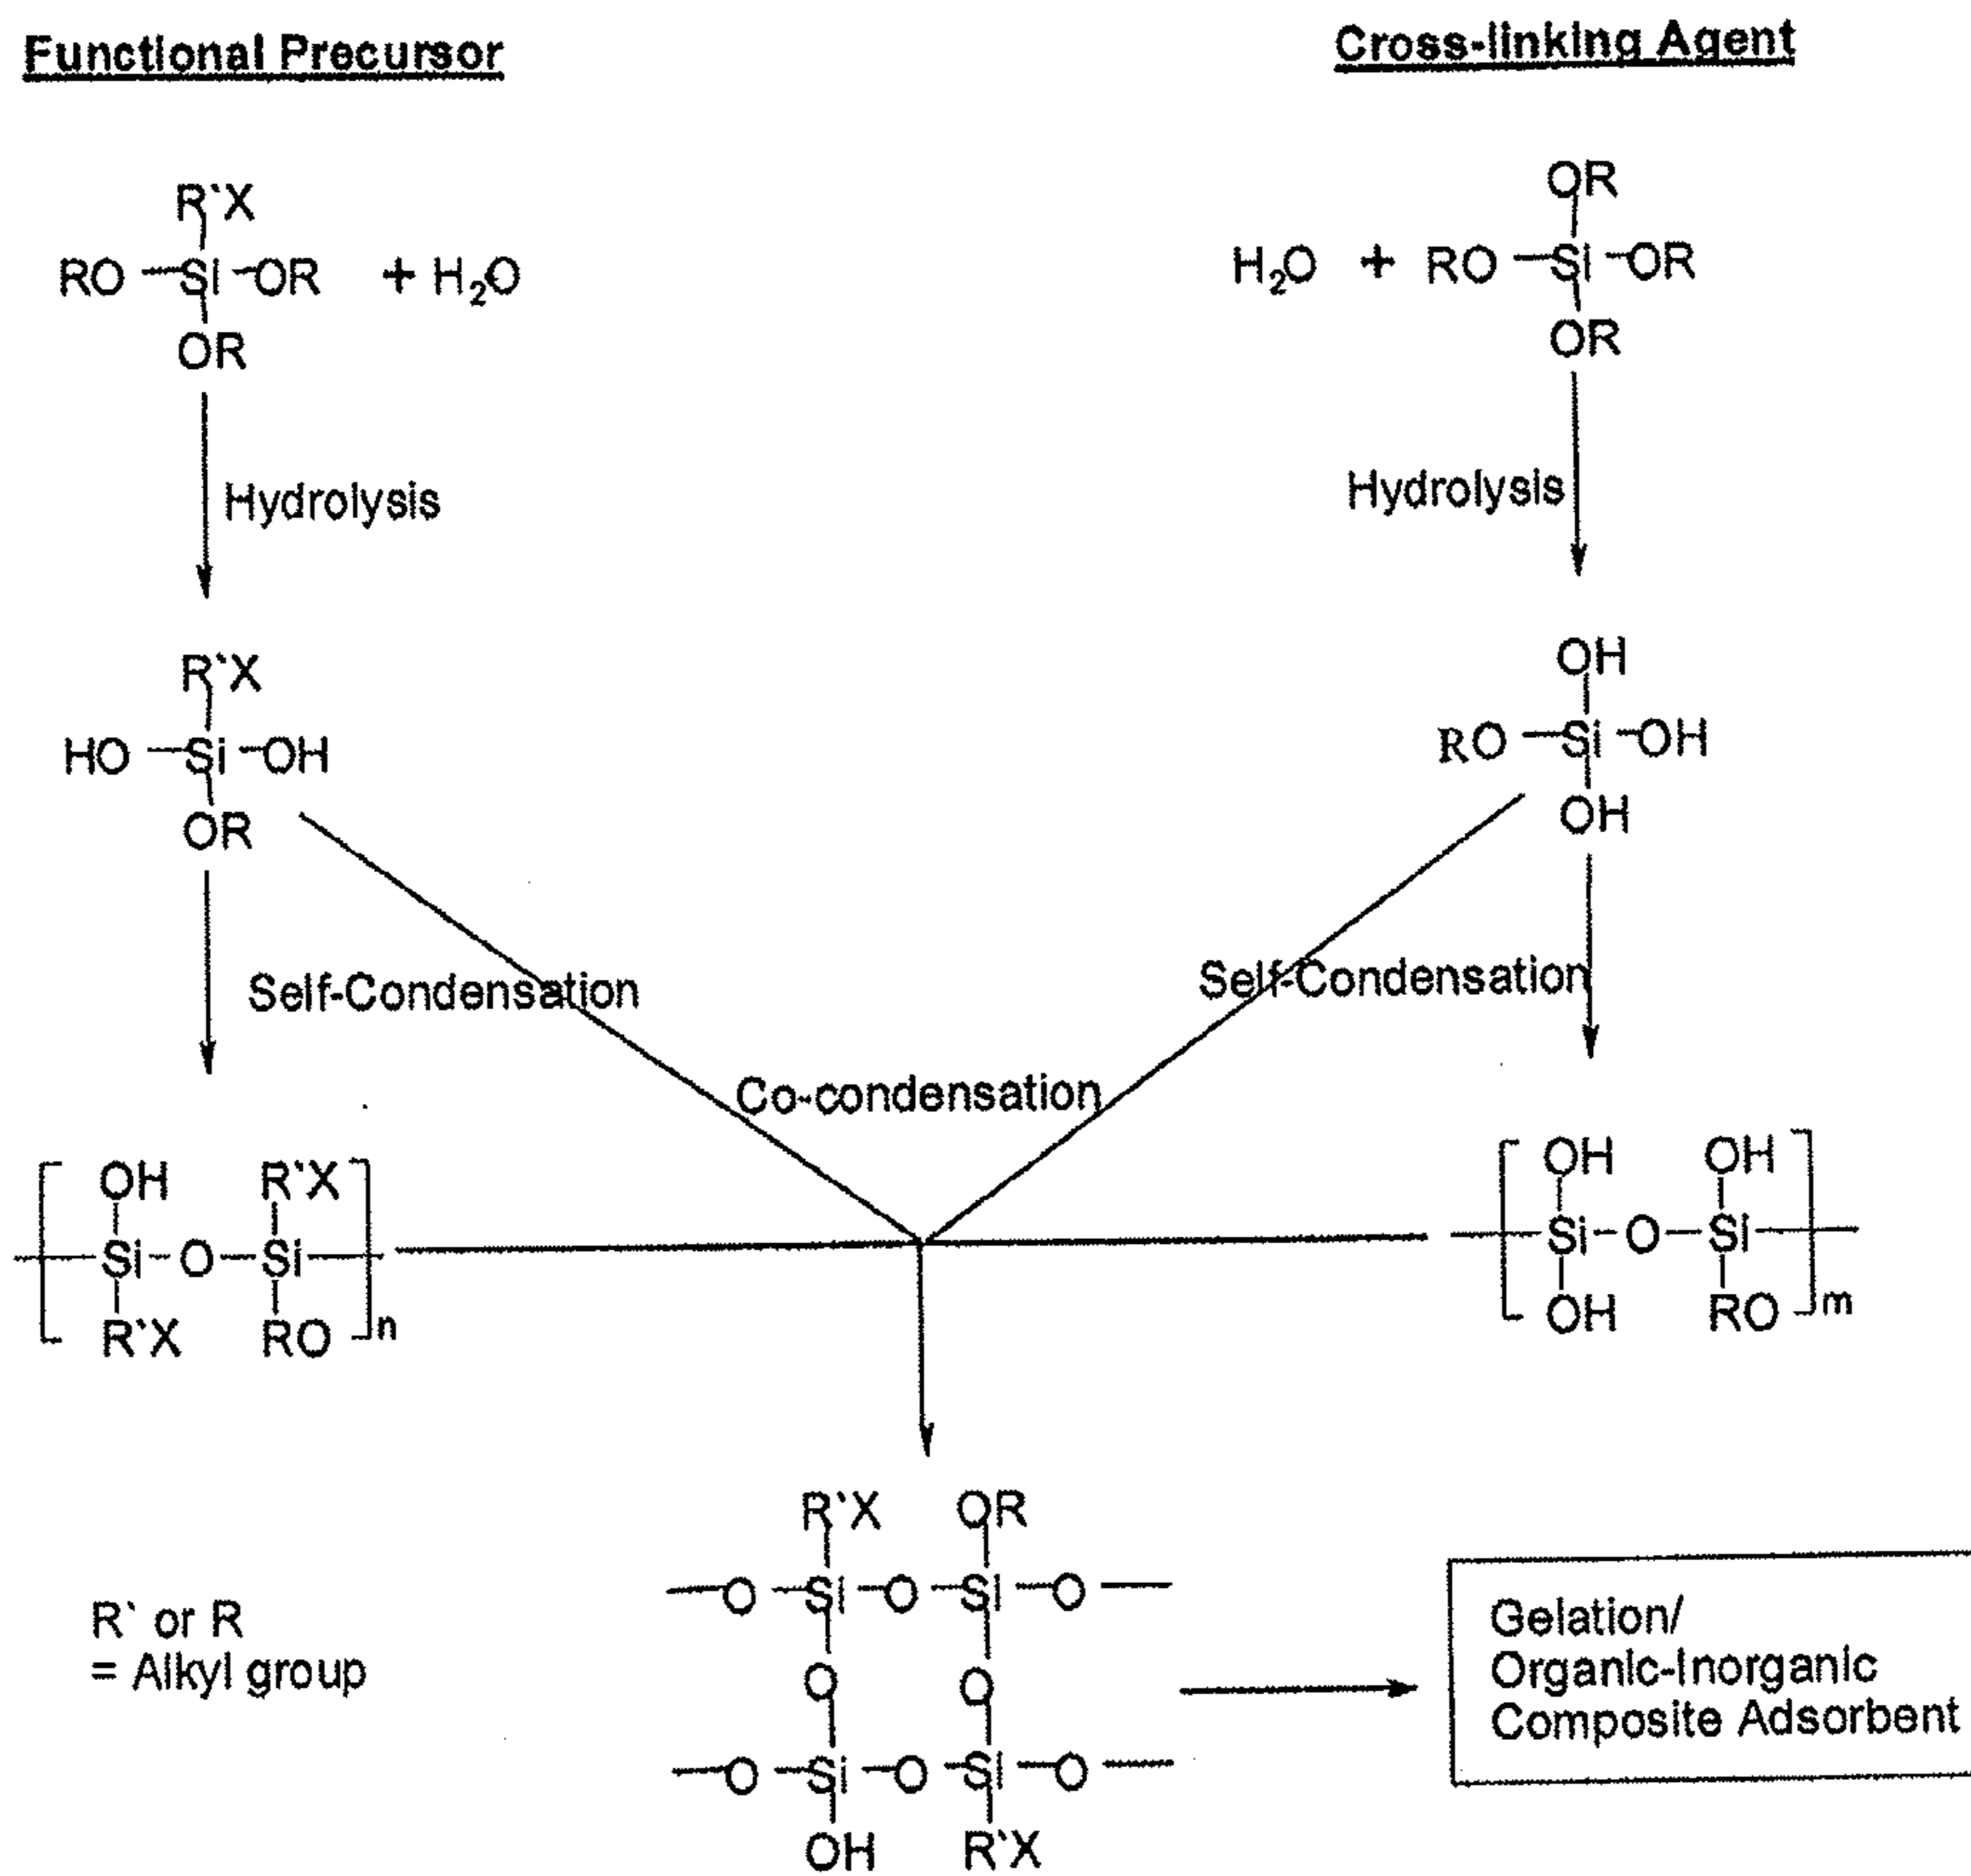 Functional Precursor
Cross-linking Agent
R`X
RO Si OR + H₂O
OR
OR
H₂O + RO Si OR
OR
Hydrolysis
Hydrolysis
R`X
HO Si OH
OR
OH
RO Si OH
OH
Self-Condensation
Self-Condensation
Co-condensation
OH R`X
Si O Si
R`X RO n
OH OH
Si O Si
OH RO m
R`X OR
O Si O Si O
O O
O Si O Si O
OH R`X
R` or R
= Alkyl group
Gelation/
Organic-Inorganic
Composite Adsorbent